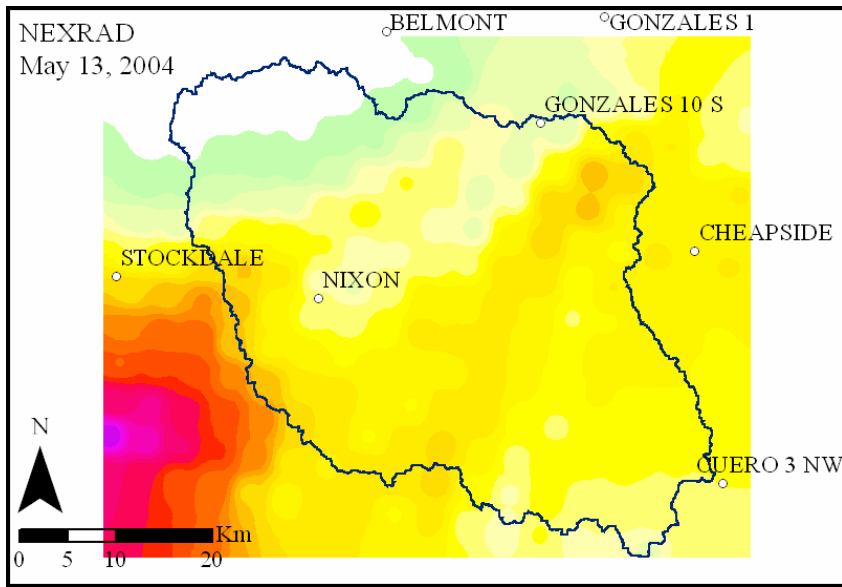 NEXRAD
May 13, 2004
BELMONT
GONZALES 1
GONZALES 10 S
CHEAPSIDE
STOCKDALE
NIXON
CUERO 3 NW
N
Km
0 5 10 20